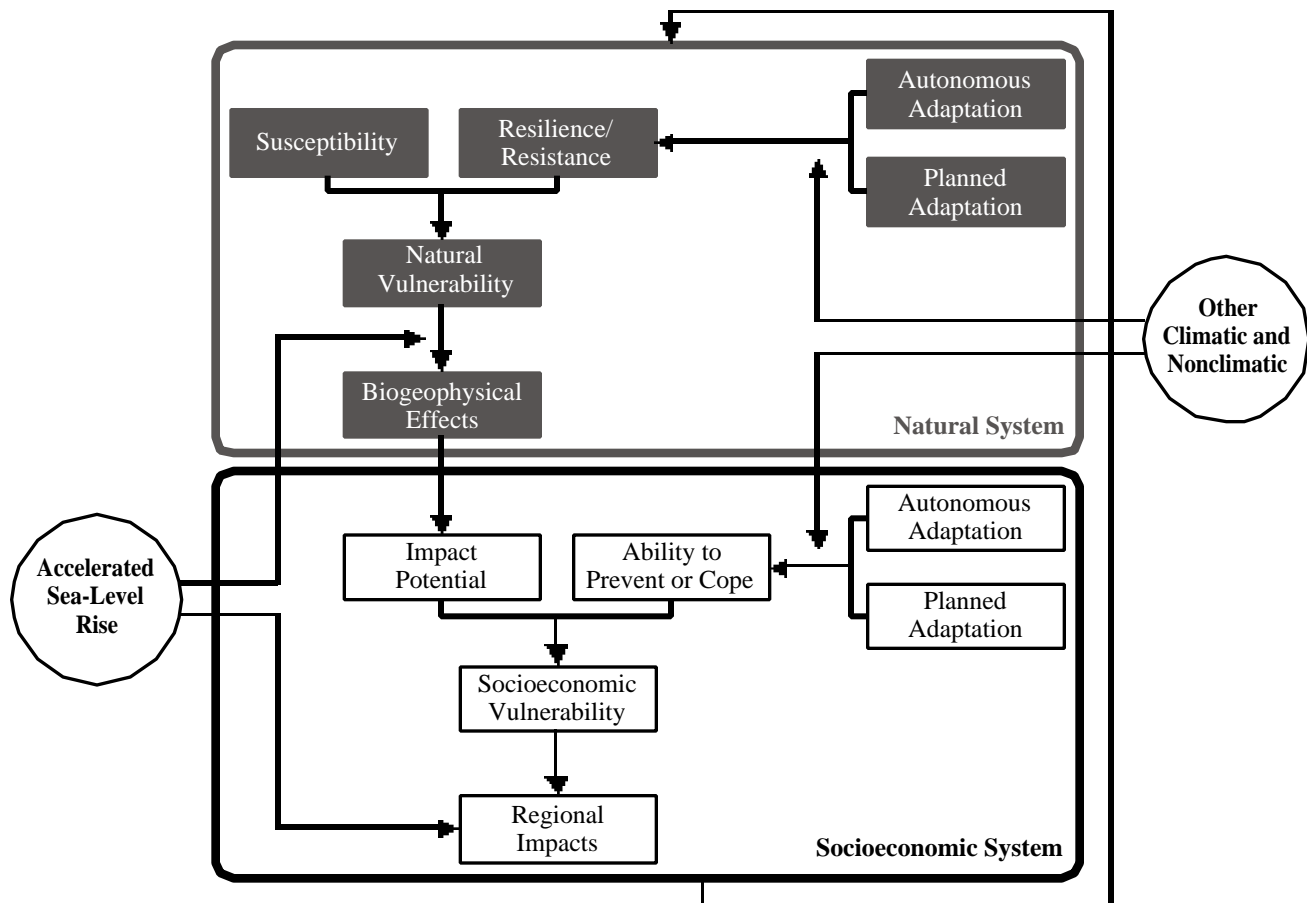 Autonomous
Adaptation
Susceptibility
Resilience/
Resistance
Planned
Adaptation
Natural
Vulnerability
Other
Climatic and
Nonclimatic
Biogeophysical
Effects
Natural System
Accelerated
Sea-Level
Rise
Impact
Potential
Ability to
Prevent or Cope
Autonomous
Adaptation
Planned
Adaptation
Socioeconomic
Vulnerability
Regional
Impacts
Socioeconomic System